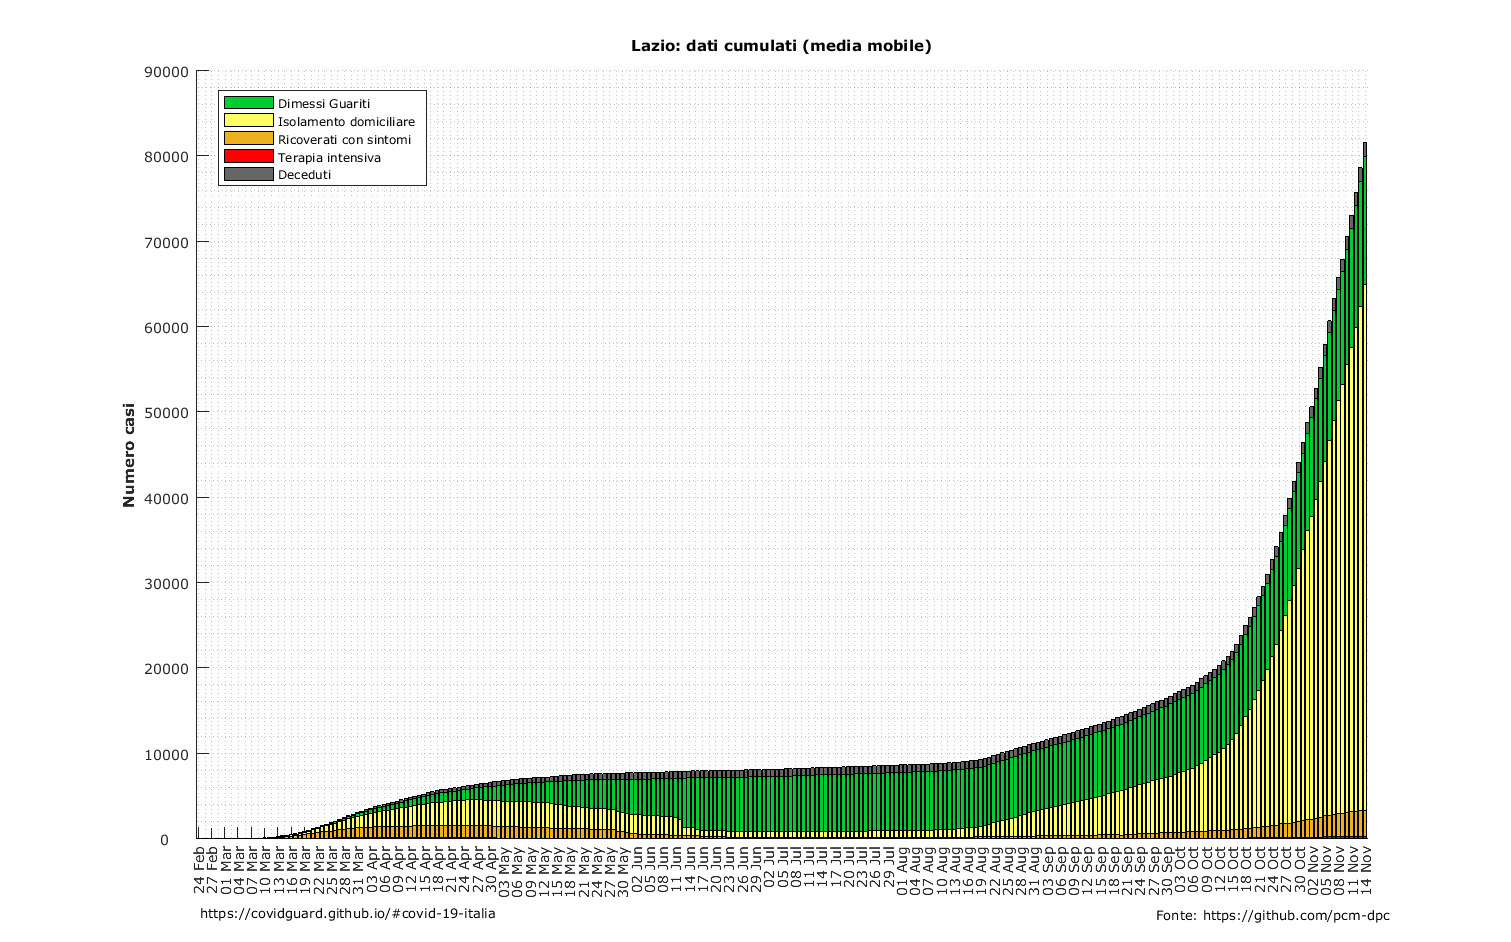 Lazio: dati cumulati (media mobile)
90000
80000
70000
60000
50000
40000
30000
20000
10000
0
Numero casi
Dimessi Guariti
Isolamento domiciliare
Ricoverati con sintomi
Terapia intensiva
Deceduti
24 Feb
27 Feb
01 Mar
04 Mar
07 Mar
10 Mar
13 Mar
16 Mar
19 Mar
22 Mar
25 Mar
28 Mar
31 Mar
03 Apr
06 Apr
09 Apr
12 Apr
15 Apr
18 Apr
21 Apr
24 Apr
27 Apr
30 Apr
03 May
06 May
09 May
12 May
15 May
18 May
21 May
24 May
27 May
30 May
02 Jun
05 Jun
08 Jun
11 Jun
14 Jun
17 Jun
20 Jun
23 Jun
26 Jun
29 Jun
02 Jul
05 Jul
08 Jul
11 Jul
14 Jul
17 Jul
20 Jul
23 Jul
26 Jul
29 Jul
01 Aug
04 Aug
07 Aug
10 Aug
13 Aug
16 Aug
19 Aug
22 Aug
25 Aug
28 Aug
31 Aug
03 Sep
06 Sep
09 Sep
12 Sep
15 Sep
18 Sep
21 Sep
24 Sep
27 Sep
30 Sep
03 Oct
06 Oct
09 Oct
12 Oct
15 Oct
18 Oct
21 Oct
24 Oct
27 Oct
30 Oct
02 Nov
05 Nov
08 Nov
11 Nov
14 Nov
https://covidguard.github.io/#covid-19-italia
Fonte: https://github.com/pcm-dpc